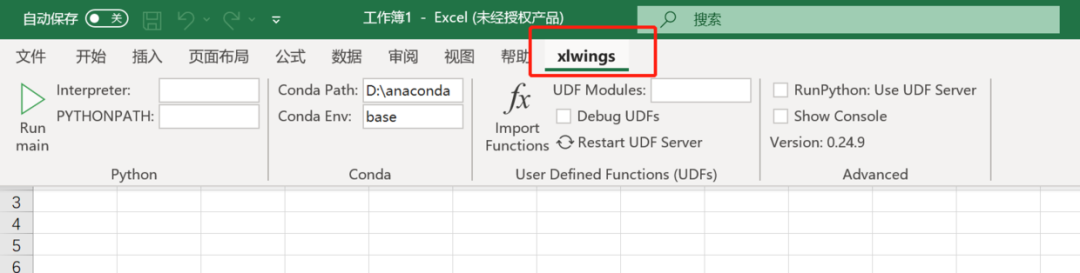 自动保存 关 工作簿1 - Excel (未经授权产品) 搜索
文件 开始 插入 页面布局 公式 数据 审阅 视图 帮助 xlwings
Run main
Interpreter:
PYTHONPATH:
Python
Conda Path: D:\anaconda
Conda Env: base
Conda
fx
Import
Functions
UDF Modules:
Debug UDFs
Restart UDF Server
User Defined Functions (UDFs)
RunPython: Use UDF Server
Show Console
Version: 0.24.9
Advanced
3
4
5
6